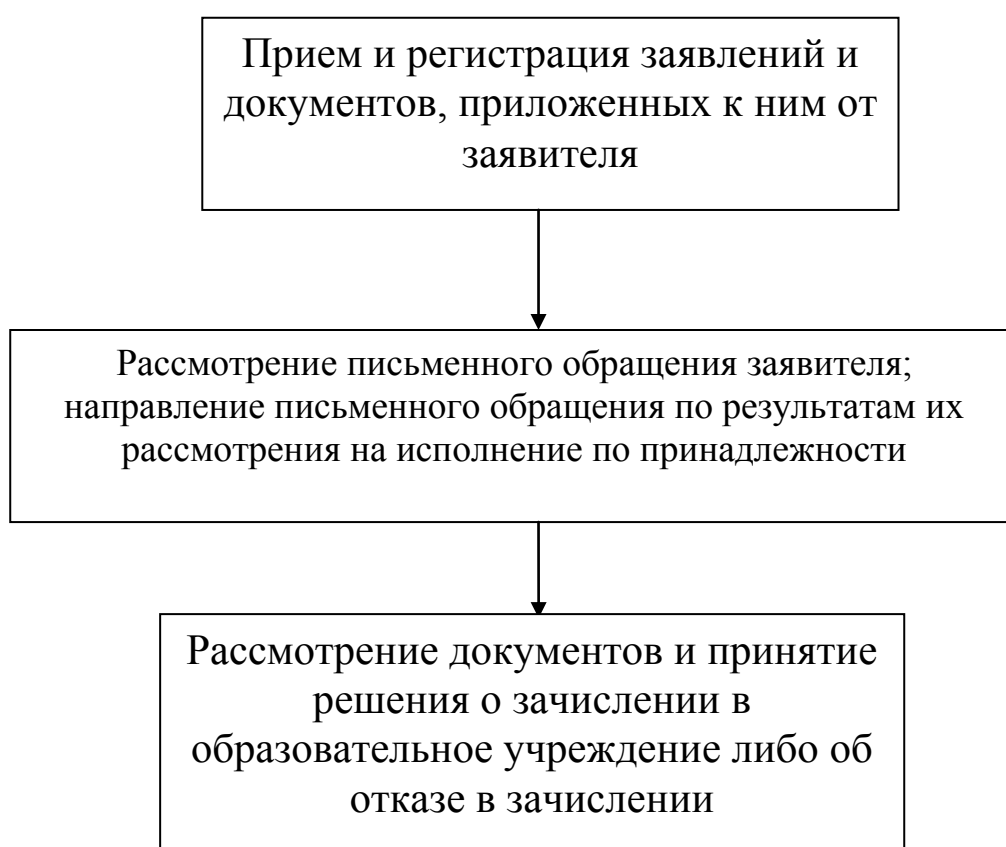 Прием и регистрация заявлений и
документов, приложенных к ним от
заявителя
Рассмотрение письменного обращения заявителя;
направление письменного обращения по результатам их
рассмотрения на исполнение по принадлежности
Рассмотрение документов и принятие
решения о зачислении в
образовательное учреждение либо об
отказе в зачислении